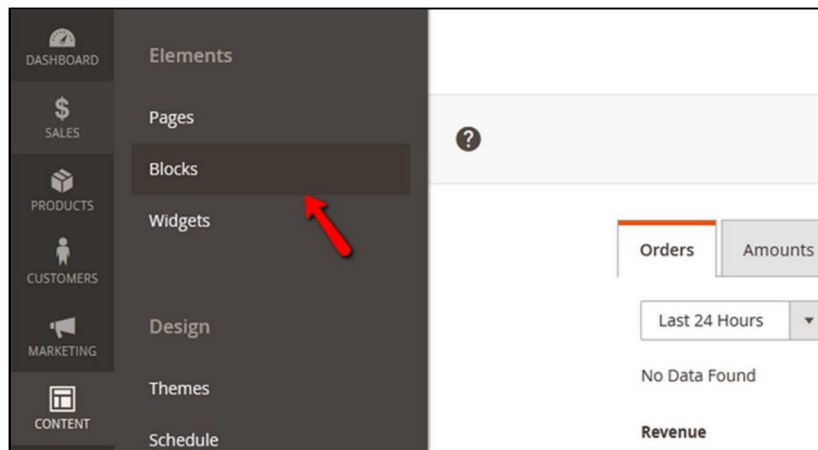 DASHBOARD
$
SALES
PRODUCTS
CUSTOMERS
MARKETING
CONTENT
Elements
Pages
Blocks
Widgets
Design
Themes
Schedule
?
Orders
Amounts
Last 24 Hours
No Data Found
Revenue